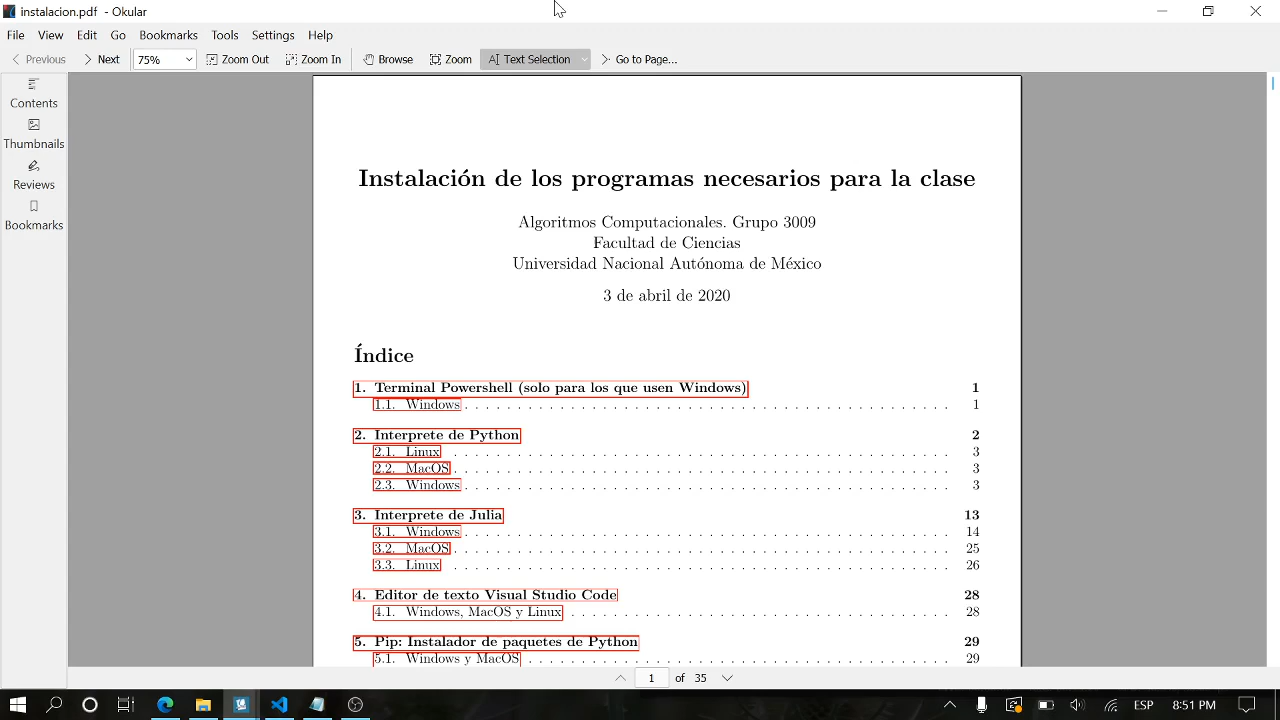 instalacion.pdf - Okular
File View Edit Go Bookmarks Tools Settings Help
Previous Next 75% Zoom Out Zoom In Browse Zoom Text Selection Go to Page...
Contents
Thumbnails
Reviews
Bookmarks
Instalación de los programas necesarios para la clase
Algoritmos Computacionales. Grupo 3009
Facultad de Ciencias
Universidad Nacional Autónoma de México
3 de abril de 2020
Índice
1. Terminal Powershell (solo para los que usen Windows) 1
1.1. Windows . . . . . . . . . . . . . . . . . . . . . . . . . . . . . . . . . . . . . . . . . . . . . 1
2. Interprete de Python 2
2.1. Linux . . . . . . . . . . . . . . . . . . . . . . . . . . . . . . . . . . . . . . . . . . . . . . 3
2.2. MacOS . . . . . . . . . . . . . . . . . . . . . . . . . . . . . . . . . . . . . . . . . . . . . . 3
2.3. Windows . . . . . . . . . . . . . . . . . . . . . . . . . . . . . . . . . . . . . . . . . . . . . 3
3. Interprete de Julia 13
3.1. Windows . . . . . . . . . . . . . . . . . . . . . . . . . . . . . . . . . . . . . . . . . . . . . 14
3.2. MacOS . . . . . . . . . . . . . . . . . . . . . . . . . . . . . . . . . . . . . . . . . . . . . . 25
3.3. Linux . . . . . . . . . . . . . . . . . . . . . . . . . . . . . . . . . . . . . . . . . . . . . . 26
4. Editor de texto Visual Studio Code 28
4.1. Windows, MacOS y Linux . . . . . . . . . . . . . . . . . . . . . . . . . . . . . . . . . . . 28
5. Pip: Instalador de paquetes de Python 29
5.1. Windows y MacOS . . . . . . . . . . . . . . . . . . . . . . . . . . . . . . . . . . . . . . . 29
1 of 35
ESP 8:51 PM